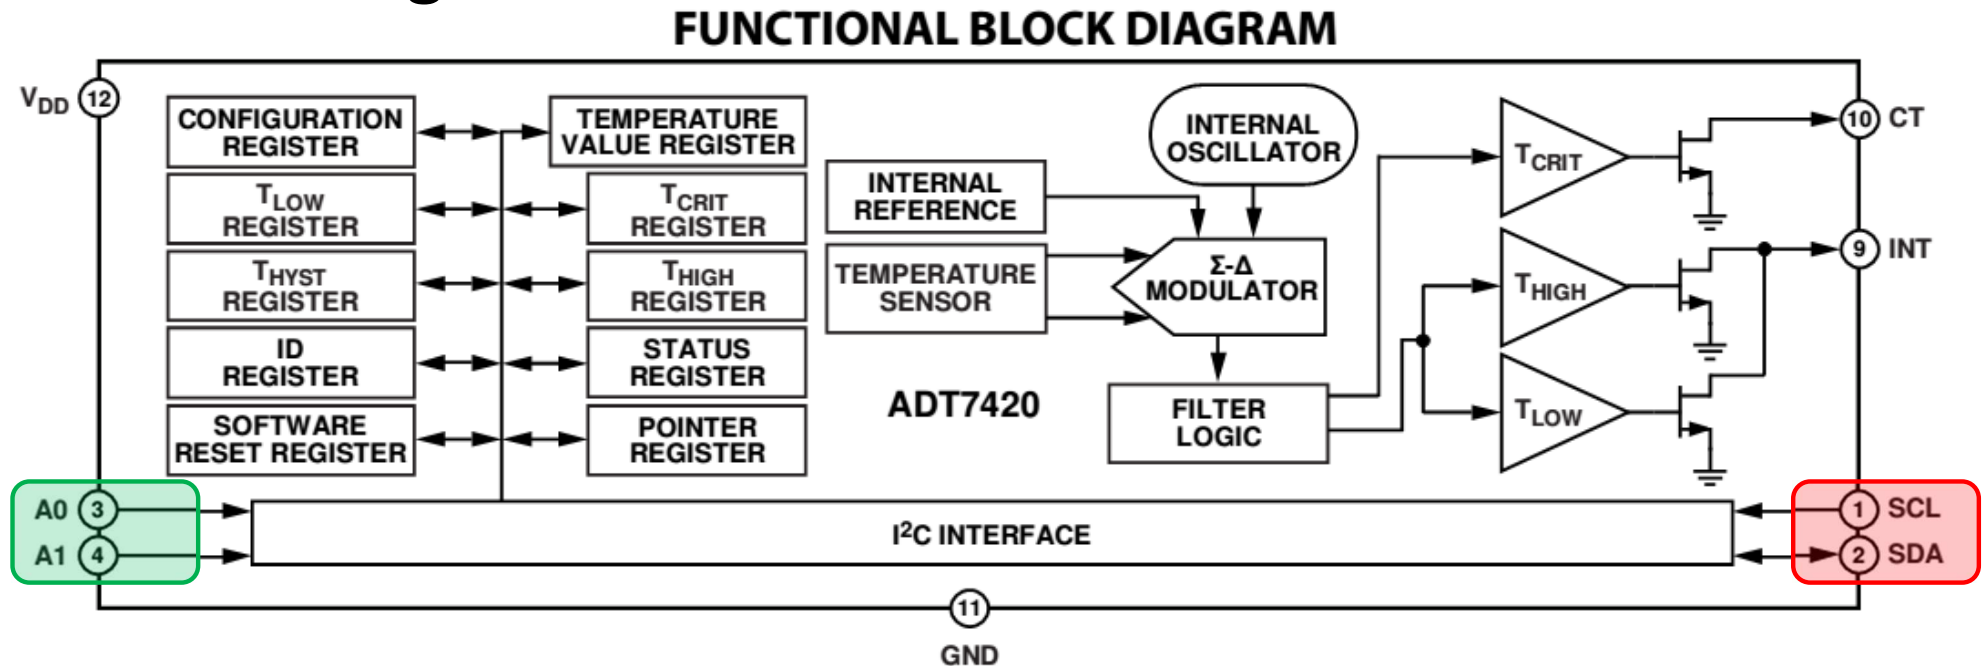 FUNCTIONAL BLOCK DIAGRAM
VDD
12
CONFIGURATION
REGISTER
TEMPERATURE
VALUE REGISTER
TLOW
REGISTER
TCRIT
REGISTER
THYST
REGISTER
THIGH
REGISTER
ID
REGISTER
STATUS
REGISTER
SOFTWARE
RESET REGISTER
POINTER
REGISTER
INTERNAL
REFERENCE
TEMPERATURE
SENSOR
INTERNAL
OSCILLATOR
Σ-Δ
MODULATOR
FILTER
LOGIC
ADT7420
TCRIT
THIGH
TLOW
10 CT
9 INT
A0 3
A1 4
I²C INTERFACE
1 SCL
2 SDA
11
GND